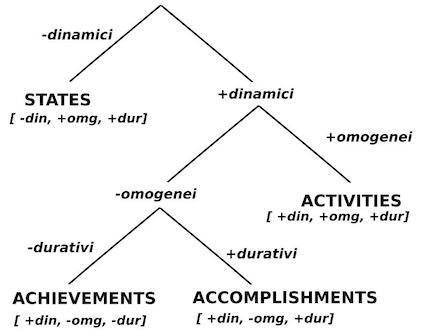 -dinamici
STATES
[ -din, +omg, +dur]
+dinamici
+omogenei
-omogenei
ACTIVITIES
[ +din, +omg, +dur]
-durativi
+durativi
ACHIEVEMENTS
[ +din, -omg, -dur]
ACCOMPLISHMENTS
[ +din, -omg, +dur]